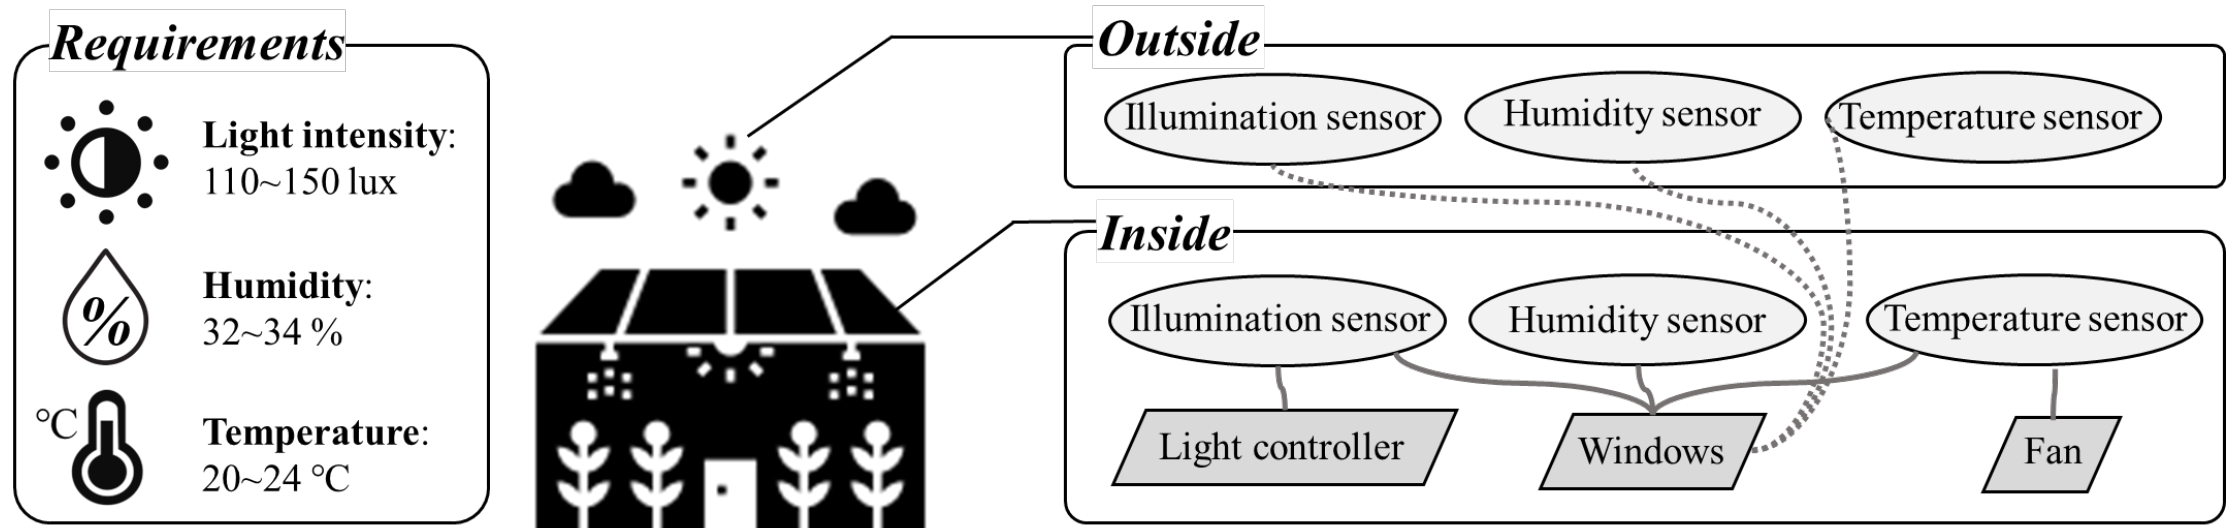 Requirements
Light intensity:
110~150 lux
%
Humidity:
32~34 %
°C
Temperature:
20~24 °C
Outside
Illumination sensor
Humidity sensor
Temperature sensor
Inside
Illumination sensor
Humidity sensor
Temperature sensor
Light controller
Windows
Fan